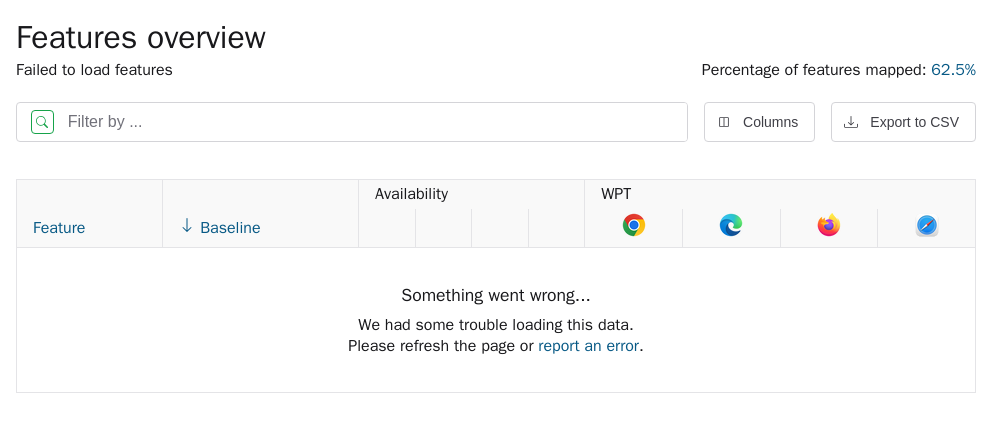 Features overview
Failed to load features
Percentage of features mapped: 62.5%
Filter by ...
Columns
Export to CSV
Availability
WPT
Feature
Baseline
Something went wrong...
We had some trouble loading this data.
Please refresh the page or report an error.